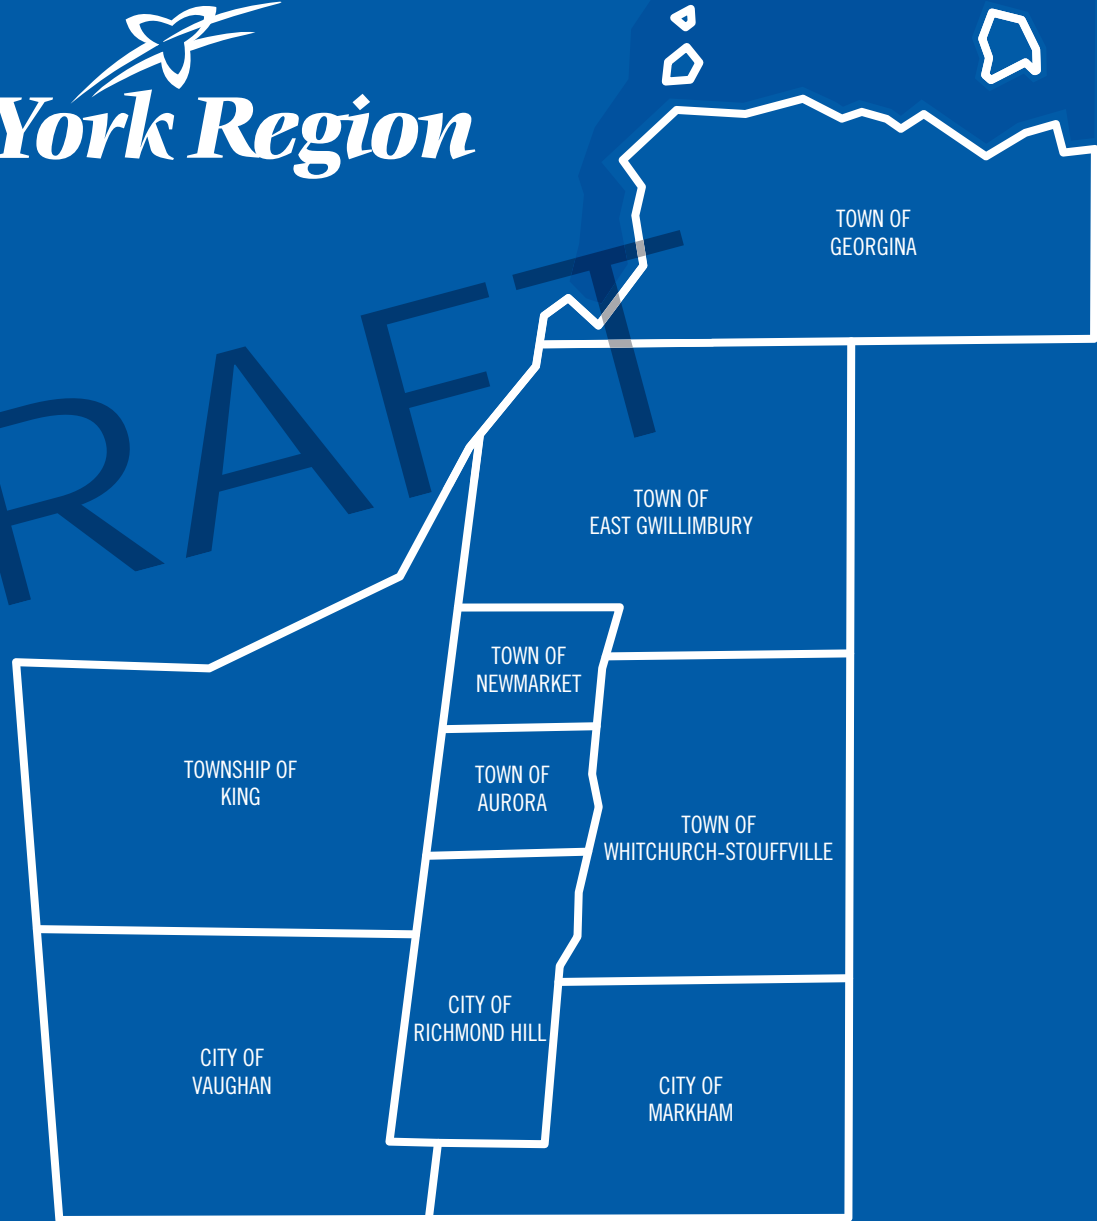 York Region
TOWN OF
GEORGINA
RAFT
TOWN OF
EAST GWILLIMBURY
TOWN OF
NEWMARKET
TOWNSHIP OF
KING
TOWN OF
AURORA
TOWN OF
WHITCHURCH-STOUFFVILLE
CITY OF
RICHMOND HILL
CITY OF
VAUGHAN
CITY OF
MARKHAM